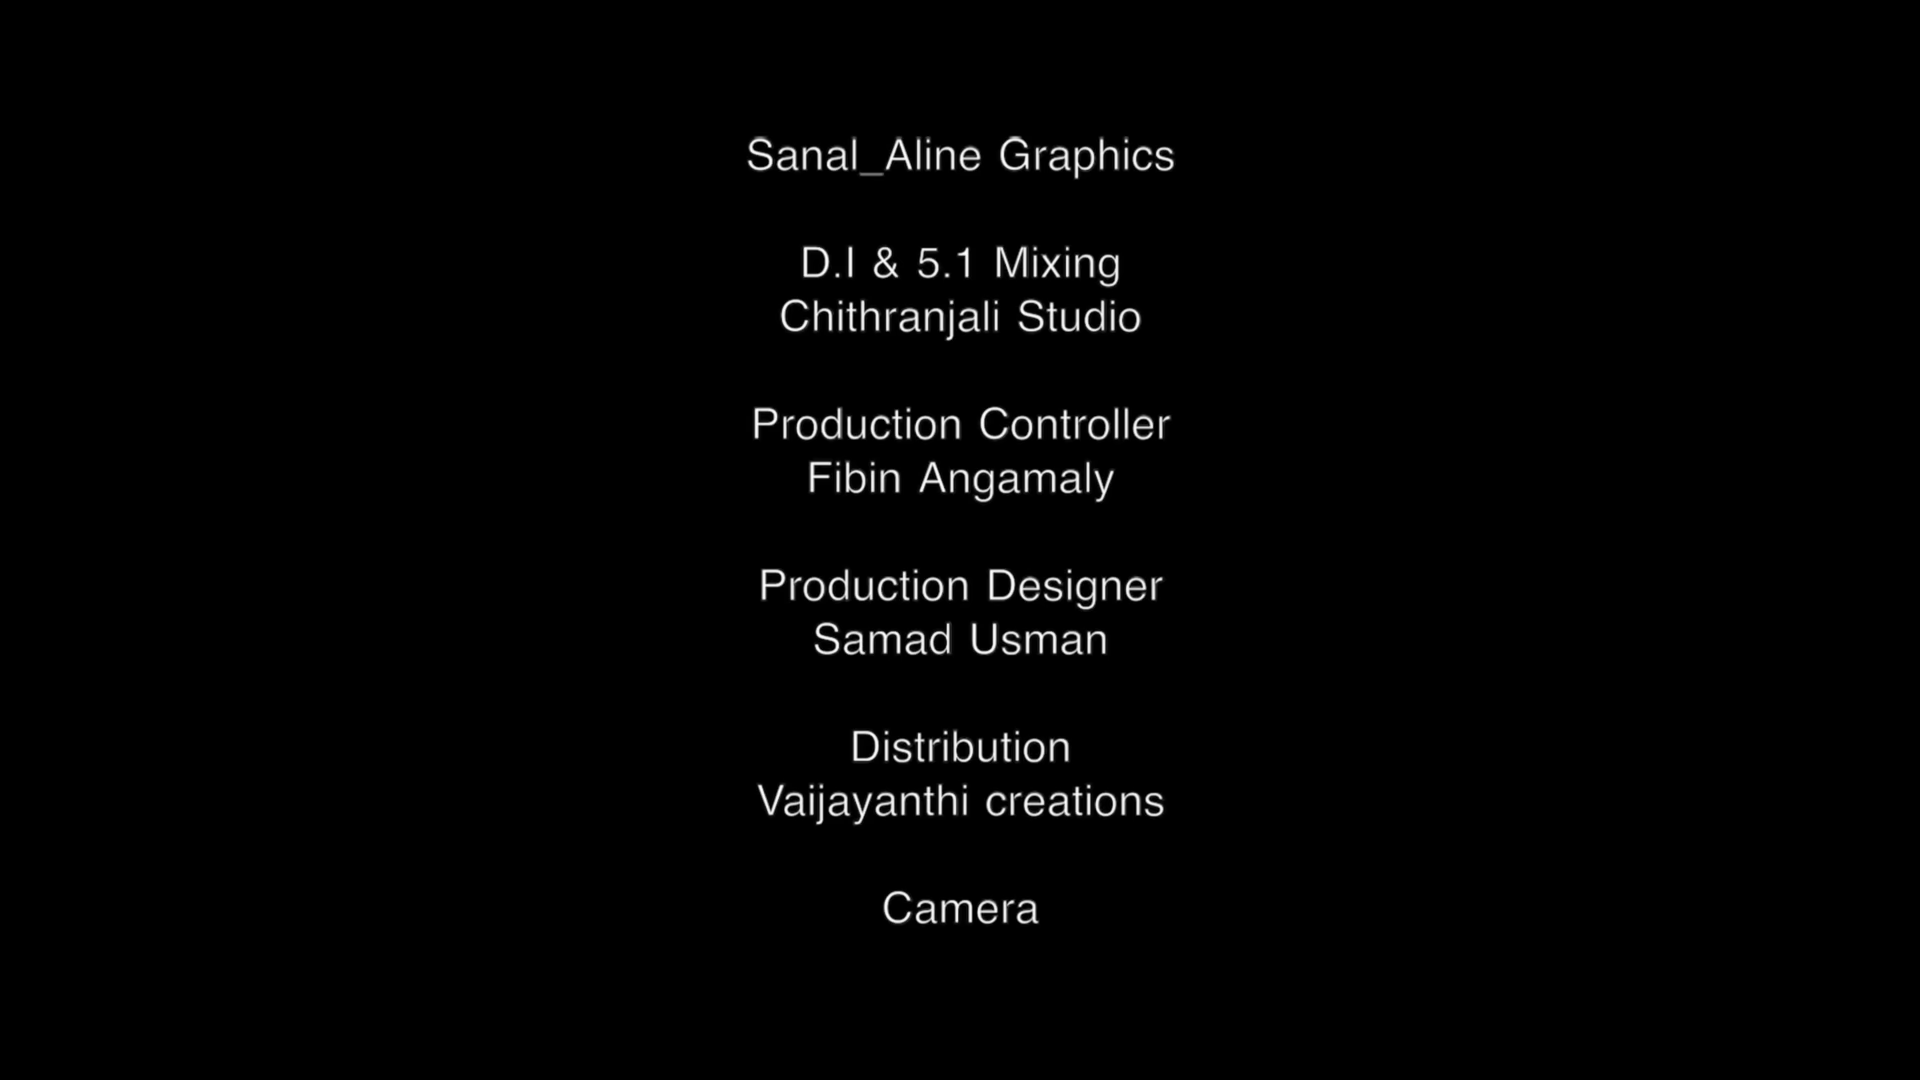 Sanal_Aline Graphics
D.I & 5.1 Mixing
Chithranjali Studio
Production Controller
Fibin Angamaly
Production Designer
Samad Usman
Distribution
Vaijayanthi creations
Camera